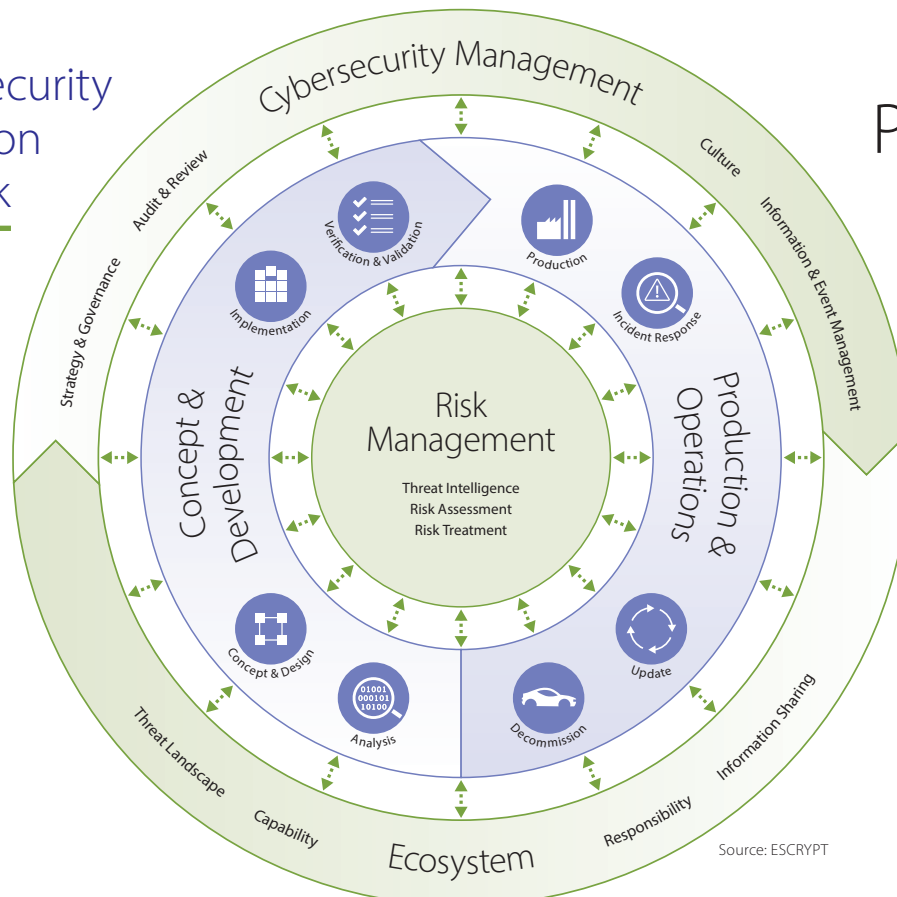 ecurity
on
k
P
Cybersecurity Management
Audit & Review
Strategy & Governance
Culture
Information & Event Management
Verification & Validation
Implementation
Production
Incident Response
Concept &
Development
Production &
Operations
Risk
Management
Threat Intelligence
Risk Assessment
Risk Treatment
Concept & Design
Analysis
01001
000101
10100
Update
Decommission
Threat Landscape
Capability
Ecosystem
Responsibility
Information Sharing
Source: ESCRYPT